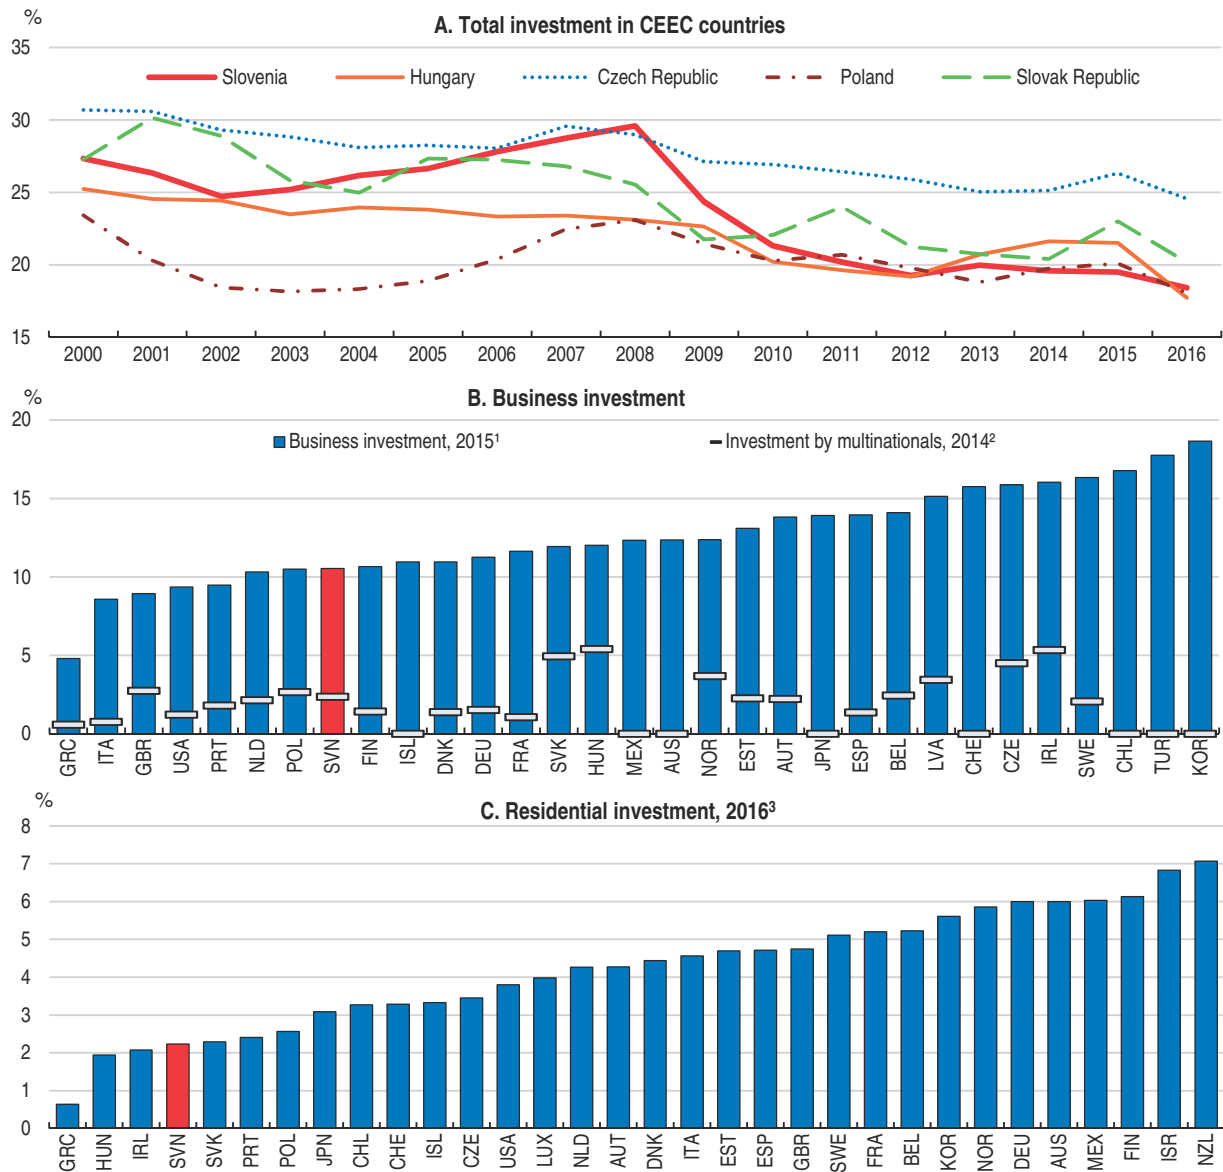 A. Total investment in CEEC countries
%
35
30
25
20
15
Slovenia Hungary Czech Republic Poland Slovak Republic
2000 2001 2002 2003 2004 2005 2006 2007 2008 2009 2010 2011 2012 2013 2014 2015 2016
B. Business investment
%
20
15
10
5
0
Business investment, 2015¹ Investment by multinationals, 2014²
GRC ITA GBR USA PRT NLD POL SVN FIN ISL DNK DEU FRA SVK HUN MEX AUS NOR EST AUT JPN ESP BEL LVA CHE CZE IRL SWE CHL TUR KOR
C. Residential investment, 2016³
%
8
7
6
5
4
3
2
1
0
GRC HUN IRL SVN SVK PRT POL JPN CHL CHE ISL CZE USA LUX NLD AUT DNK ITA EST ESP GBR SWE FRA BEL KOR NOR DEU AUS MEX FIN ISR NZL